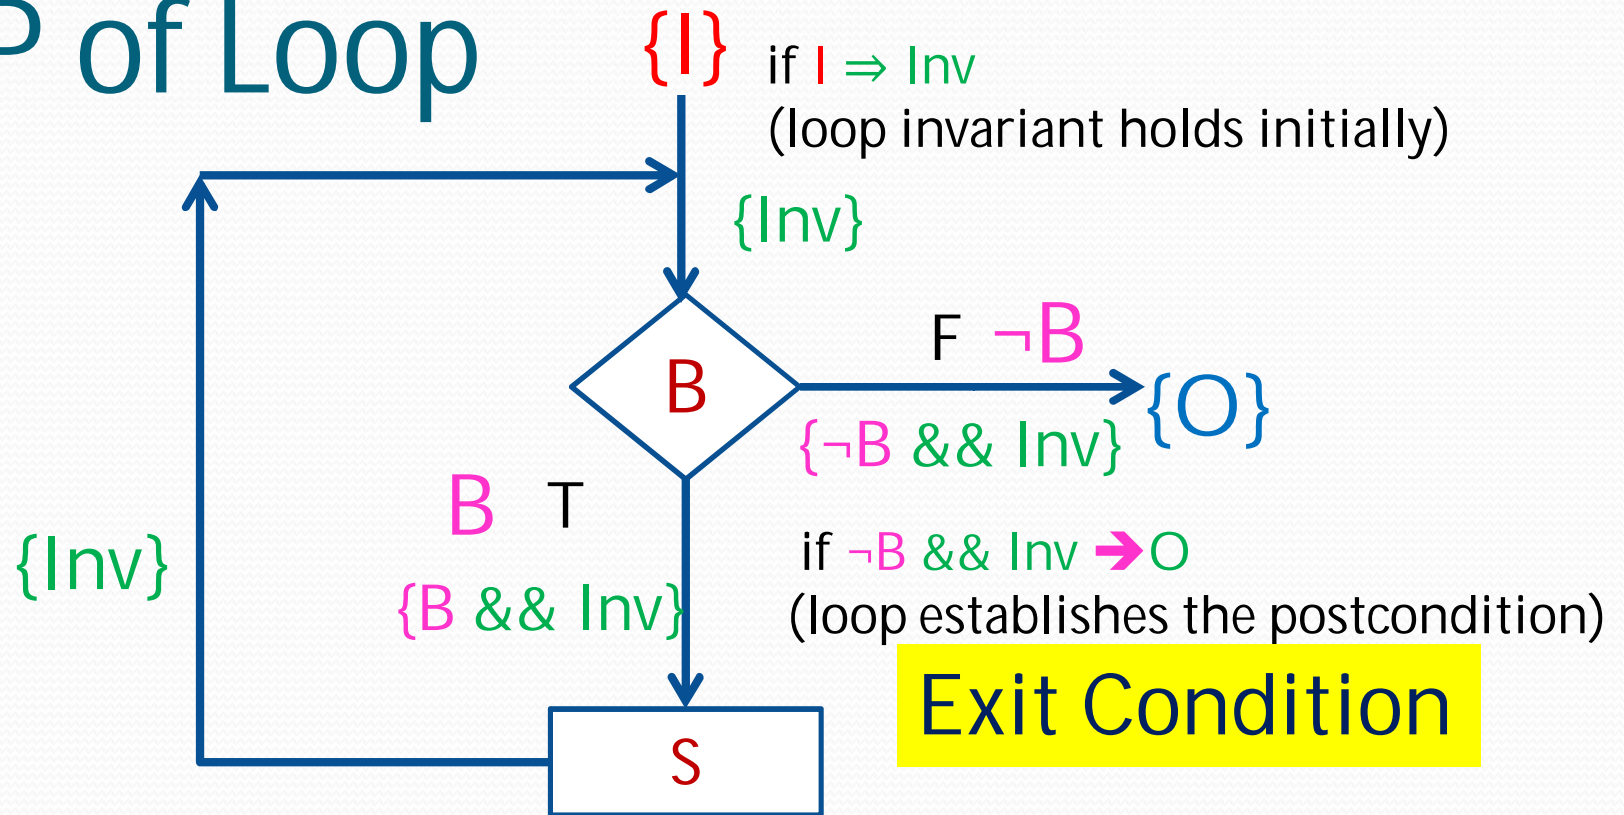 P of Loop
{I}
if I ⇒ Inv
(loop invariant holds initially)
{Inv}
F ¬B
B
{O}
{¬B && Inv}
B T
{Inv}
if ¬B && Inv ➔ O
{B && Inv}
(loop establishes the postcondition)
Exit Condition
S